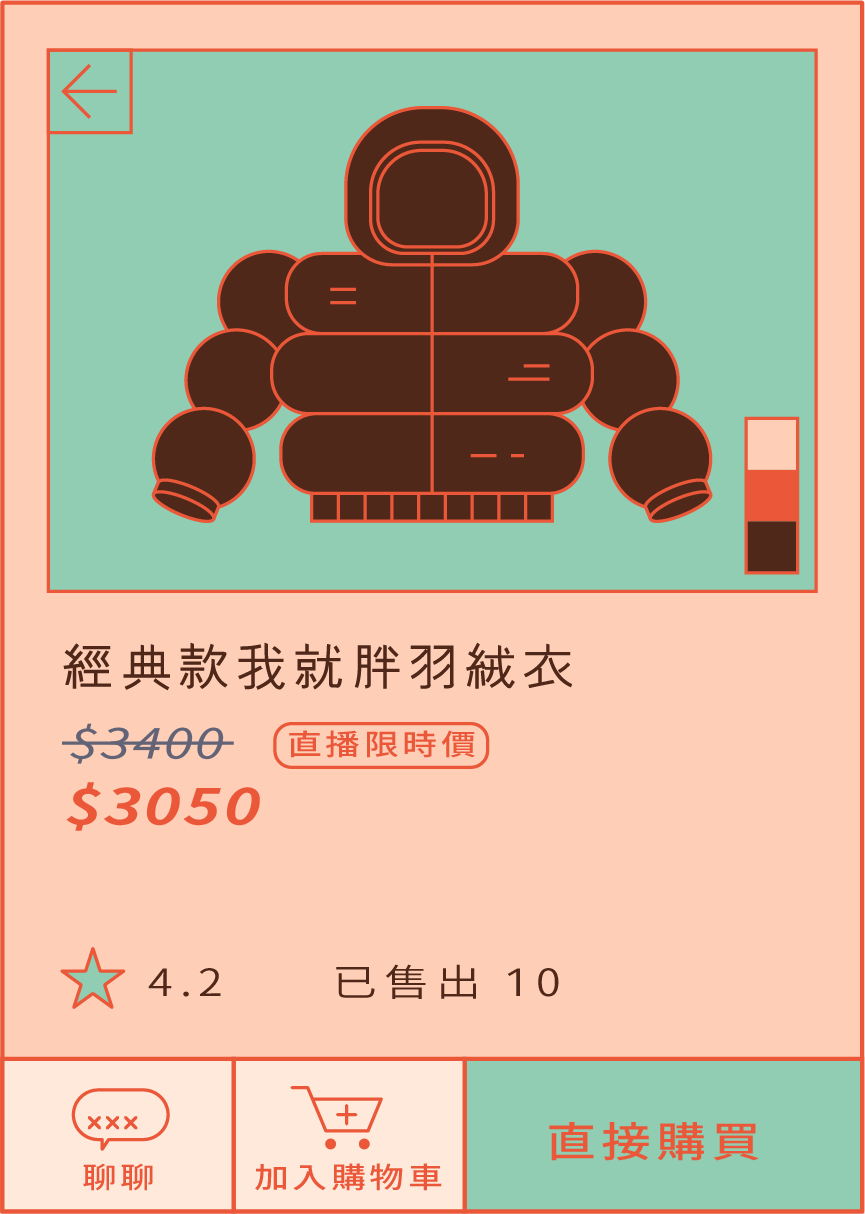 經典款我就胖羽絨衣
$3400 直播限時價
$3050
4.2 已售出 10
×××
聊聊 加入購物車 直接購買